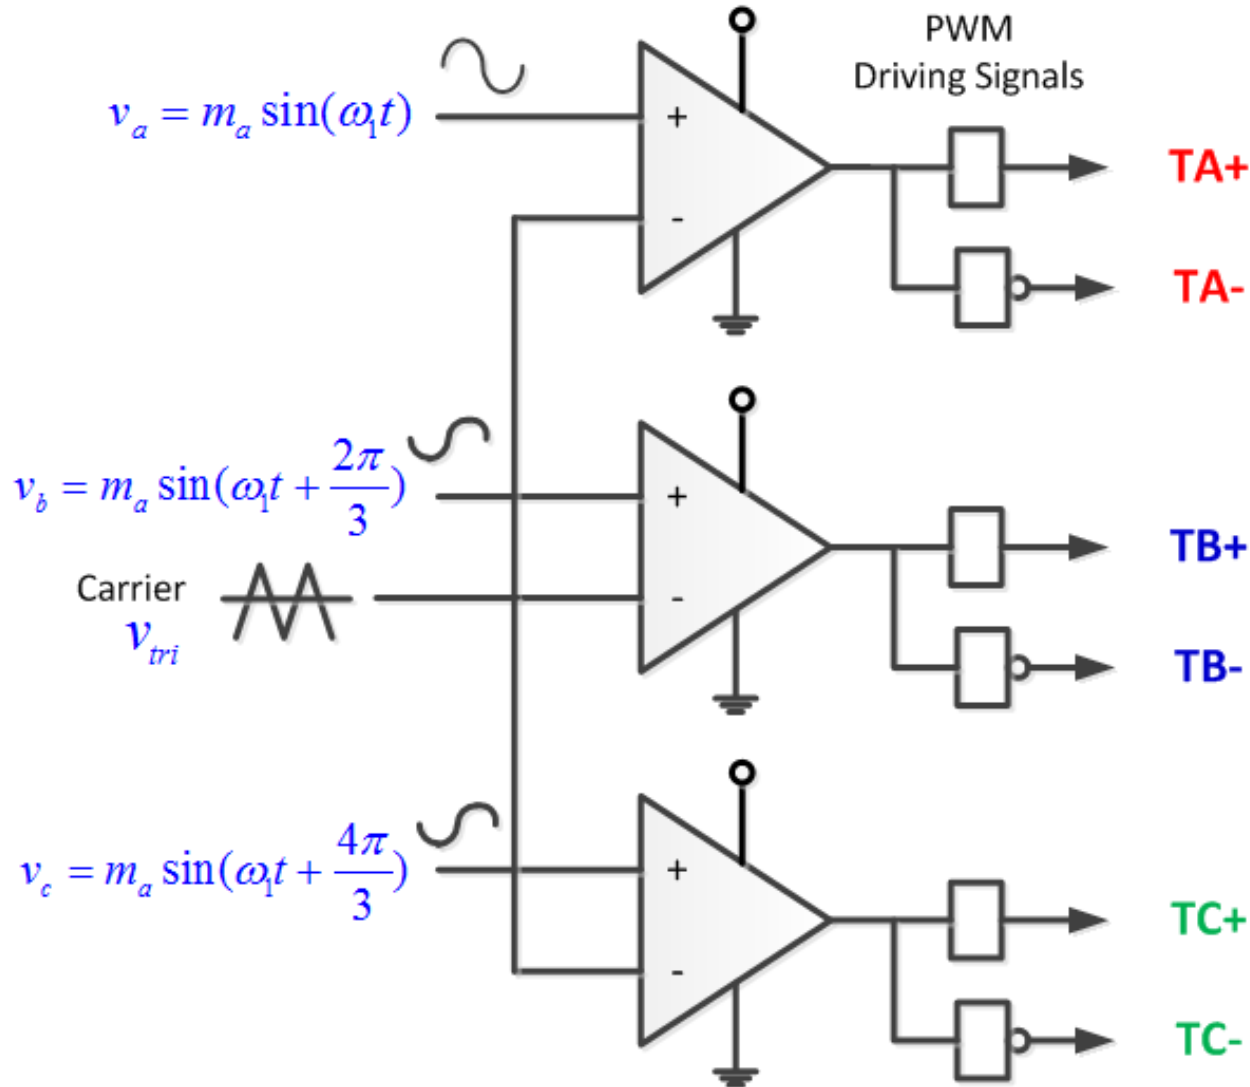 PWM
Driving Signals
v_a = m_a sin(ω_1t)
+
-
TA+
TA-
v_b = m_a sin(ω_1t + 2π/3)
+
-
TB+
TB-
Carrier
v_tri
v_c = m_a sin(ω_1t + 4π/3)
+
-
TC+
TC-